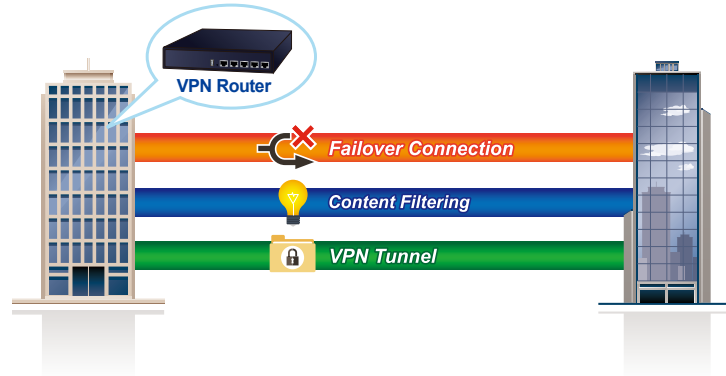 VPN Router
Failover Connection
Content Filtering
VPN Tunnel